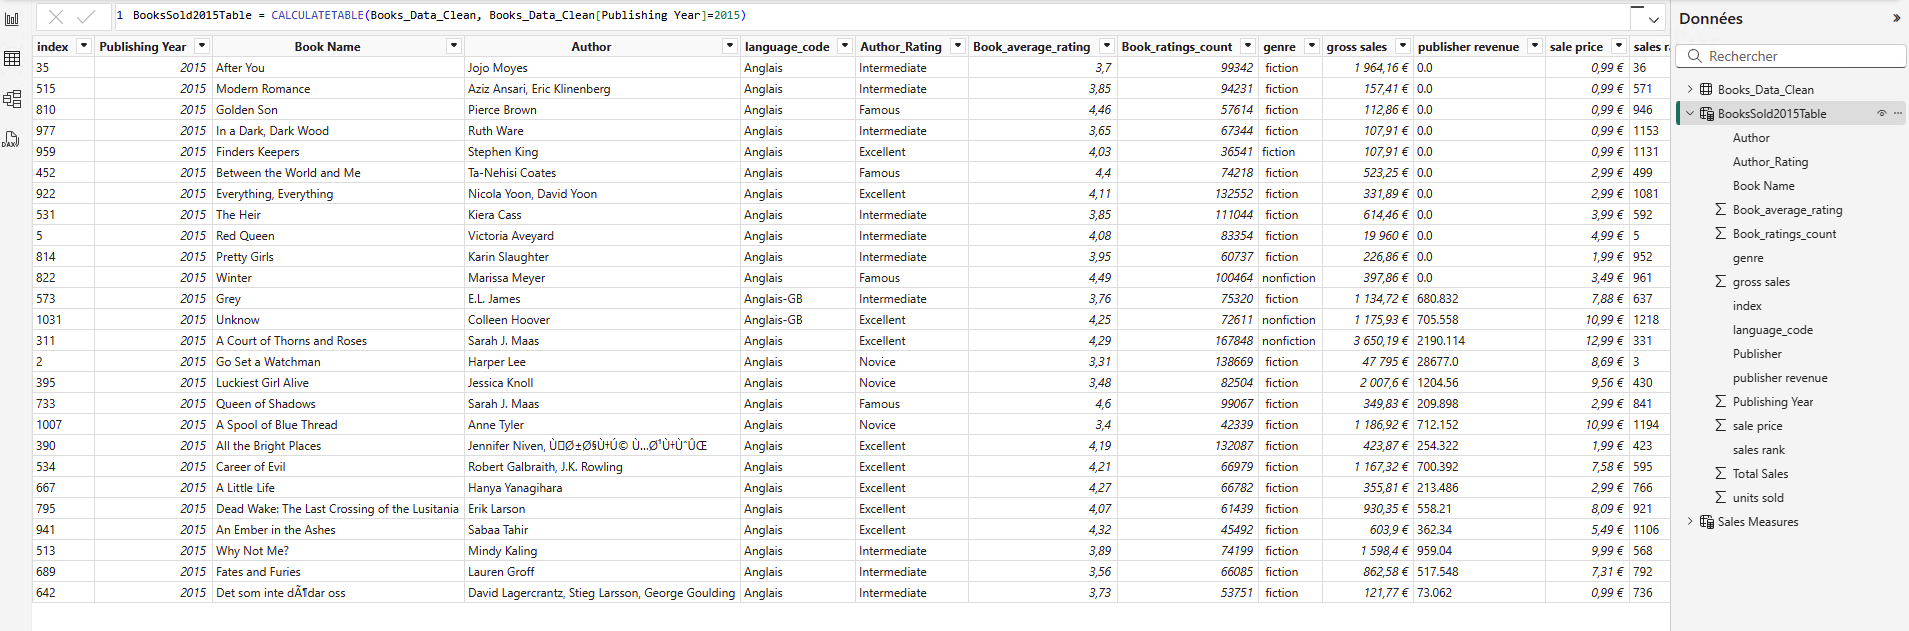 1 BooksSold2015Table = CALCULATETABLE(Books_Data_Clean, Books_Data_Clean[Publishing Year]=2015)
index Publishing Year Book Name Author language_code Author_Rating Book_average_rating Book_ratings_count genre gross sales publisher revenue sale price sales r
35 2015 After You Jojo Moyes Anglais Intermediate 3,7 99342 fiction 1 964,16 € 0.0 0,99 € 36
515 2015 Modern Romance Aziz Ansari, Eric Klinenberg Anglais Intermediate 3,85 94231 fiction 157,41 € 0.0 0,99 € 571
810 2015 Golden Son Pierce Brown Anglais Famous 4,46 57614 fiction 112,86 € 0.0 0,99 € 946
977 2015 In a Dark, Dark Wood Ruth Ware Anglais Intermediate 3,65 67344 fiction 107,91 € 0.0 0,99 € 1153
959 2015 Finders Keepers Stephen King Anglais Excellent 4,03 36541 fiction 107,91 € 0.0 0,99 € 1131
452 2015 Between the World and Me Ta-Nehisi Coates Anglais Famous 4,4 74218 fiction 523,25 € 0.0 2,99 € 499
922 2015 Everything, Everything Nicola Yoon, David Yoon Anglais Excellent 4,11 132552 fiction 331,89 € 0.0 2,99 € 1081
531 2015 The Heir Kiera Cass Anglais Intermediate 3,85 111044 fiction 614,46 € 0.0 3,99 € 592
5 2015 Red Queen Victoria Aveyard Anglais Intermediate 4,08 83354 fiction 19 960 € 0.0 4,99 € 5
814 2015 Pretty Girls Karin Slaughter Anglais Intermediate 3,95 60737 fiction 226,86 € 0.0 1,99 € 952
822 2015 Winter Marissa Meyer Anglais Famous 4,49 100464 nonfiction 397,86 € 0.0 3,49 € 961
573 2015 Grey E.L. James Anglais-GB Intermediate 3,76 75320 fiction 1 134,72 € 680.832 7,88 € 637
1031 2015 Unknow Colleen Hoover Anglais-GB Excellent 4,25 72611 nonfiction 1 175,93 € 705.558 10,99 € 1218
311 2015 A Court of Thorns and Roses Sarah J. Maas Anglais Excellent 4,29 167848 nonfiction 3 650,19 € 2190.114 12,99 € 331
2 2015 Go Set a Watchman Harper Lee Anglais Novice 3,31 138669 fiction 47 795 € 28677.0 8,69 € 3
395 2015 Luckiest Girl Alive Jessica Knoll Anglais Novice 3,48 82504 fiction 2 007,6 € 1204.56 9,56 € 430
733 2015 Queen of Shadows Sarah J. Maas Anglais Famous 4,6 99067 fiction 349,83 € 209.898 2,99 € 841
1007 2015 A Spool of Blue Thread Anne Tyler Anglais Novice 3,4 42339 fiction 1 186,92 € 712.152 10,99 € 1194
390 2015 All the Bright Places Jennifer Niven, Anglais Excellent 4,19 132087 fiction 423,87 € 254.322 1,99 € 423
534 2015 Career of Evil Robert Galbraith, J.K. Rowling Anglais Excellent 4,21 66979 fiction 1 167,32 € 700.392 7,58 € 595
667 2015 A Little Life Hanya Yanagihara Anglais Excellent 4,27 66782 fiction 355,81 € 213.486 2,99 € 766
795 2015 Dead Wake: The Last Crossing of the Lusitania Erik Larson Anglais Excellent 4,07 61439 fiction 930,35 € 558.21 8,09 € 921
941 2015 An Ember in the Ashes Sabaa Tahir Anglais Excellent 4,32 45492 fiction 603,9 € 362.34 5,49 € 1106
513 2015 Why Not Me? Mindy Kaling Anglais Intermediate 3,89 74199 fiction 1 598,4 € 959.04 9,99 € 568
689 2015 Fates and Furies Lauren Groff Anglais Intermediate 3,56 66085 fiction 862,58 € 517.548 7,31 € 792
642 2015 Det som inte dÃ¶dar oss David Lagercrantz, Stieg Larsson, George Goulding Anglais Intermediate 3,73 53751 fiction 121,77 € 73.062 0,99 € 736
DAX
Données
Rechercher
Books_Data_Clean
BooksSold2015Table
Author
Author_Rating
Book Name
Book_average_rating
Book_ratings_count
genre
gross sales
index
language_code
Publisher
publisher revenue
Publishing Year
sale price
sales rank
Total Sales
units sold
Sales Measures